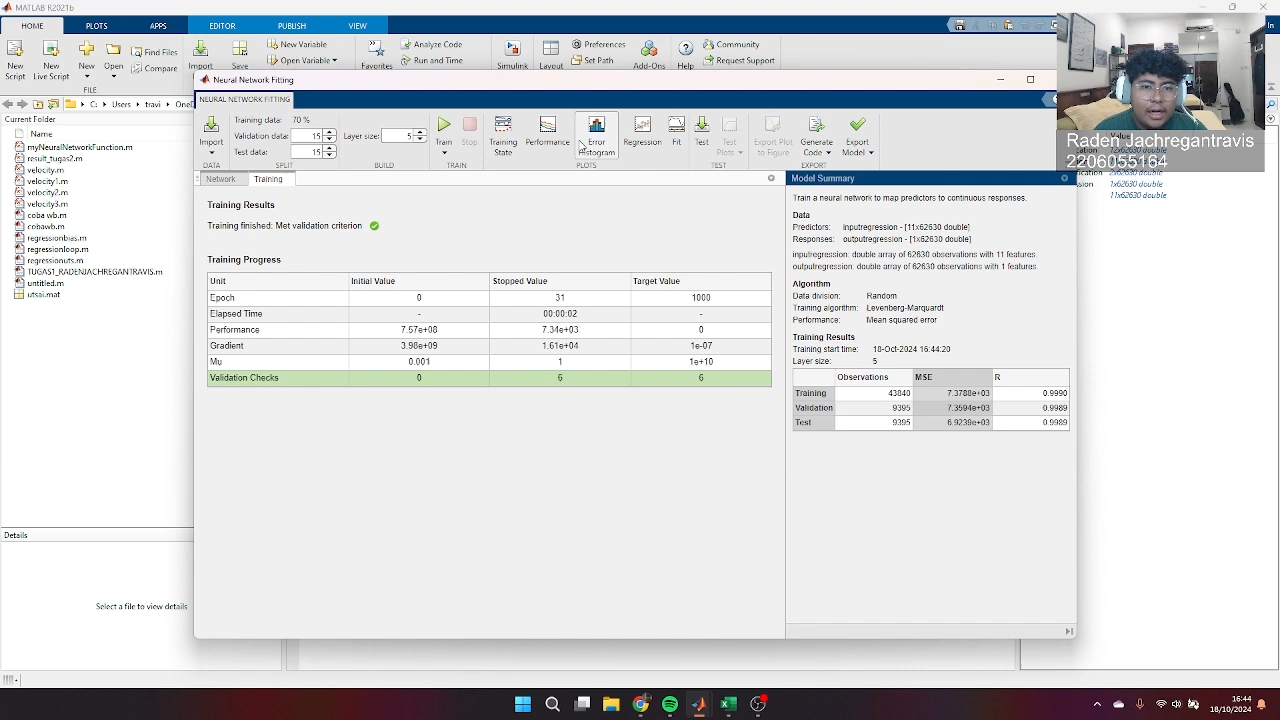 MATLAB R2021b
HOME
PLOTS
APPS
EDITOR
PUBLISH
VIEW
New Script
New Live Script
New
Open
Find Files
Compare
Import
Save
New Variable
Open Variable
Favorites
Analyze Code
Run and Time
Simulink
Layout
Preferences
Set Path
Add-Ons
Help
Community
Request Support
FILE
C: Users travi
Current Folder
Name
myNeuralNetworkFunction.m
result_tugas2.m
velocity.m
velocity1.m
velocity2.m
velocity3.m
coba wb.m
cobawb.m
regressionbias.m
regressionloop.m
regressionuts.m
TUGAS1_RADENJACHREGANTRAVIS.m
untitled.m
utsai.mat
Details
Select a file to view details
Neural Network Fitting
NEURAL NETWORK FITTING
Import
Training data: 70 %
Validation data: 15
Test data: 15
Layer size: 5
Train
Stop
Training State
Performance
Error Histogram
Regression
Fit
Test
Test Plots
Export Plot to Figure
Generate Code
Export Model
DATA
SPLIT
BUILD
TRAIN
PLOTS
TEST
EXPORT
Network
Training
Training Results
Training finished: Met validation criterion
Training Progress
Unit Initial Value Stopped Value Target Value
Epoch 0 31 1000
Elapsed Time - 00:00:02 -
Performance 7.57e+08 7.34e+03 0
Gradient 3.98e+09 1.61e+04 1e-07
Mu 0.001 1 1e+10
Validation Checks 0 6 6
Model Summary
Train a neural network to map predictors to continuous responses.
Data
Predictors: inputregression - [11x62630 double]
Responses: outputregression - [1x62630 double]
inputregression: double array of 62630 observations with 11 features.
outputregression: double array of 62630 observations with 1 features.
Algorithm
Data division: Random
Training algorithm: Levenberg-Marquardt
Performance: Mean squared error
Training Results
Training start time: 18-Oct-2024 16:44:20
Layer size: 5
Observations MSE R
Training 43840 7.3788e+03 0.9990
Validation 9395 7.3594e+03 0.9989
Test 9395 6.9239e+03 0.9989
Raden Jachregantravis
2206055164
2x62630 double
1x62630 double
11x62630 double
16:44
18/10/2024